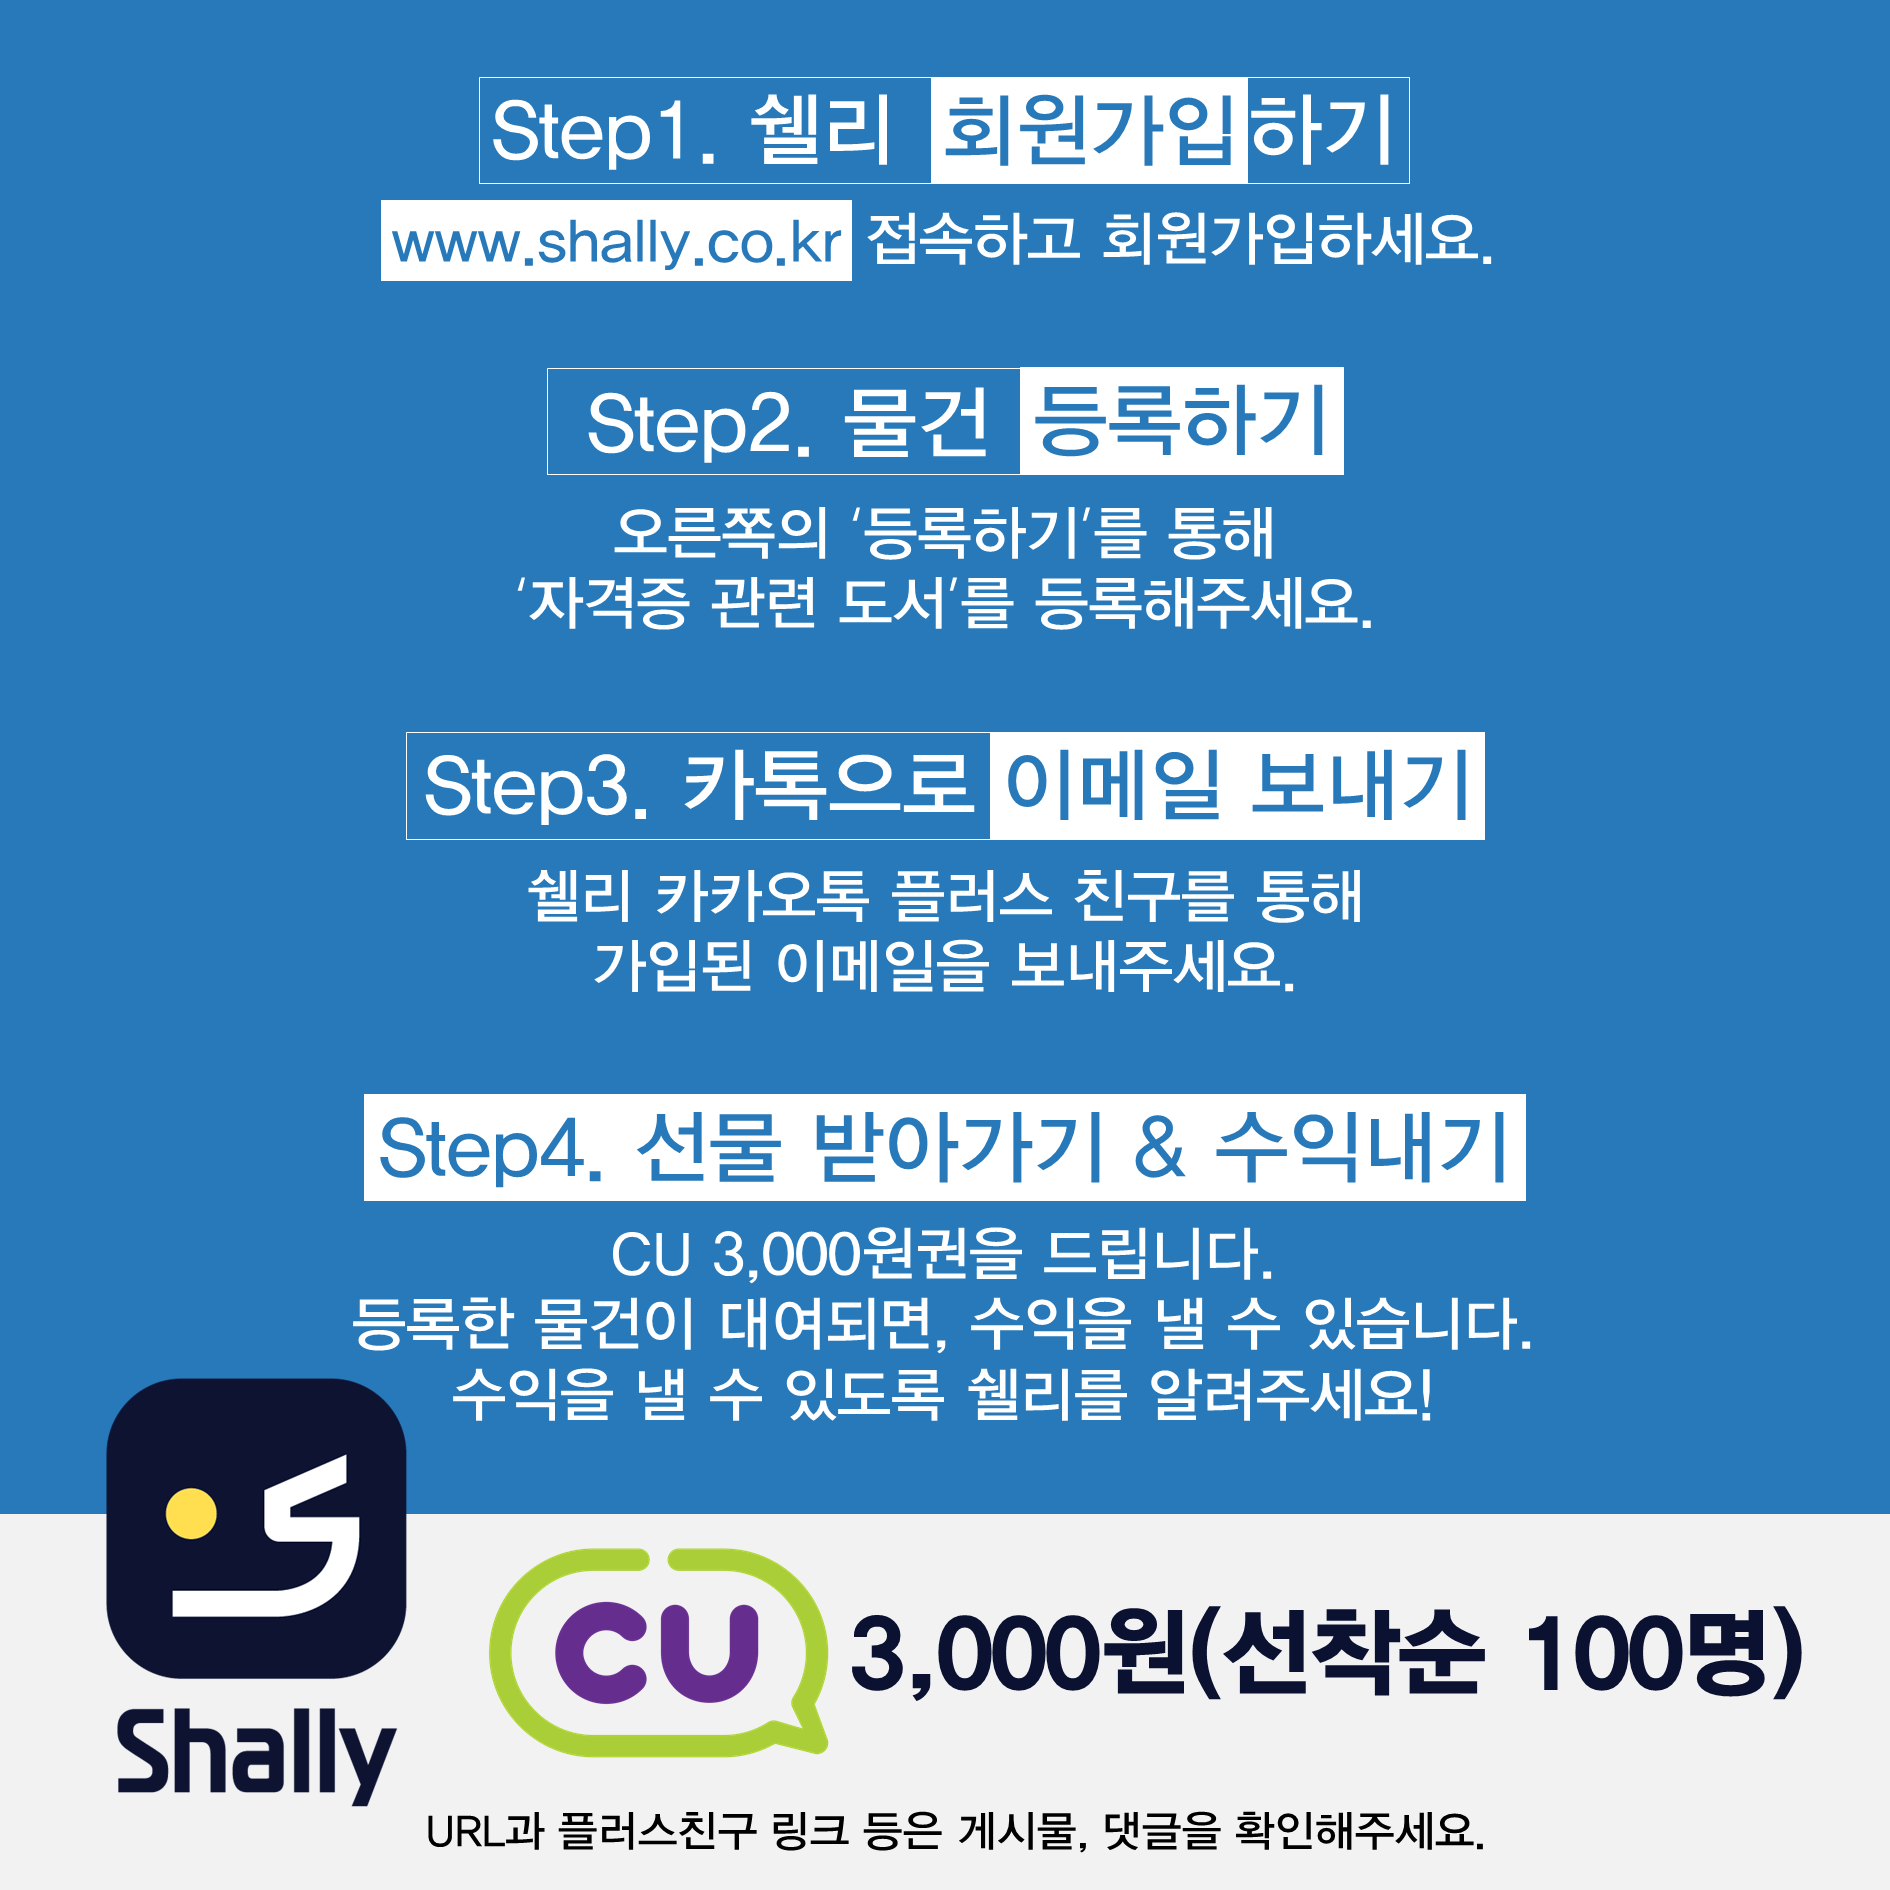 Step1. 쉘리 회원가입하기
www.shally.co.kr 접속하고 회원가입하세요.
Step2. 물건 등록하기
오른쪽의 '등록하기'를 통해
'자격증 관련 도서'를 등록해주세요.
Step3. 카톡으로 이메일 보내기
쉘리 카카오톡 플러스 친구를 통해
가입된 이메일을 보내주세요.
Step4. 선물 받아가기 & 수익내기
CU 3,000원권을 드립니다.
등록한 물건이 대여되면, 수익을 낼 수 있습니다.
수익을 낼 수 있도록 쉘리를 알려주세요!
CU 3,000원(선착순 100명)
Shally
URL과 플러스친구 링크 등은 게시물, 댓글을 확인해주세요.